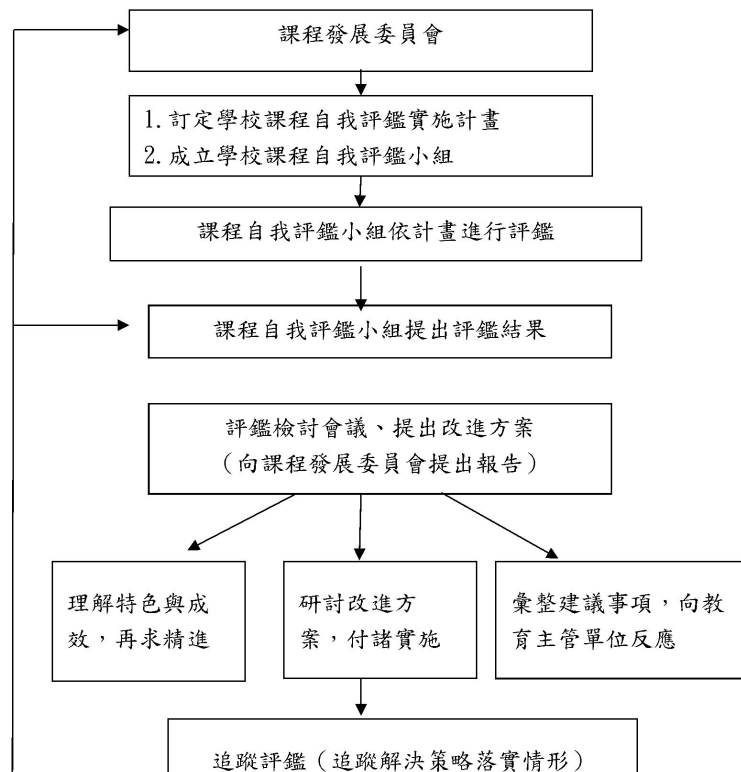 課程發展委員會
1.訂定學校課程自我評鑑實施計畫
2.成立學校課程自我評鑑小組
課程自我評鑑小組依計畫進行評鑑
課程自我評鑑小組提出評鑑結果
評鑑檢討會議、提出改進方案
（向課程發展委員會提出報告）
理解特色與成
效，再求精進
研討改進方
案，付諸實施
彙整建議事項，向教
育主管單位反應
追蹤評鑑（追蹤解決策略落實情形）